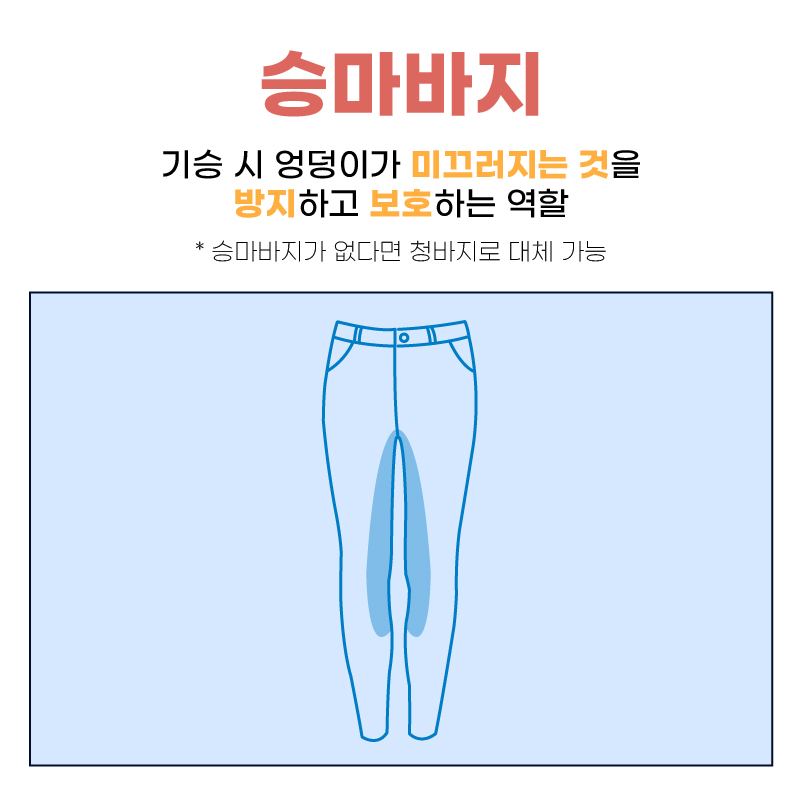 승마바지
기승 시 엉덩이가 미끄러지는 것을
방지하고 보호하는 역할
* 승마바지가 없다면 청바지로 대체 가능